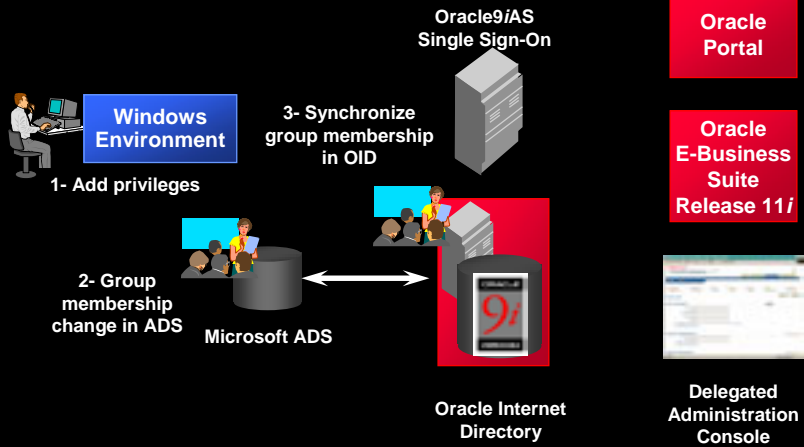 Oracle9iAS
Single Sign-On
Oracle
Portal
Windows
Environment
3- Synchronize
group membership
in OID
Oracle
E-Business
Suite
Release 11i
1- Add privileges
2- Group
membership
change in ADS
Microsoft ADS
9i
Oracle Internet
Directory
Delegated
Administration
Console